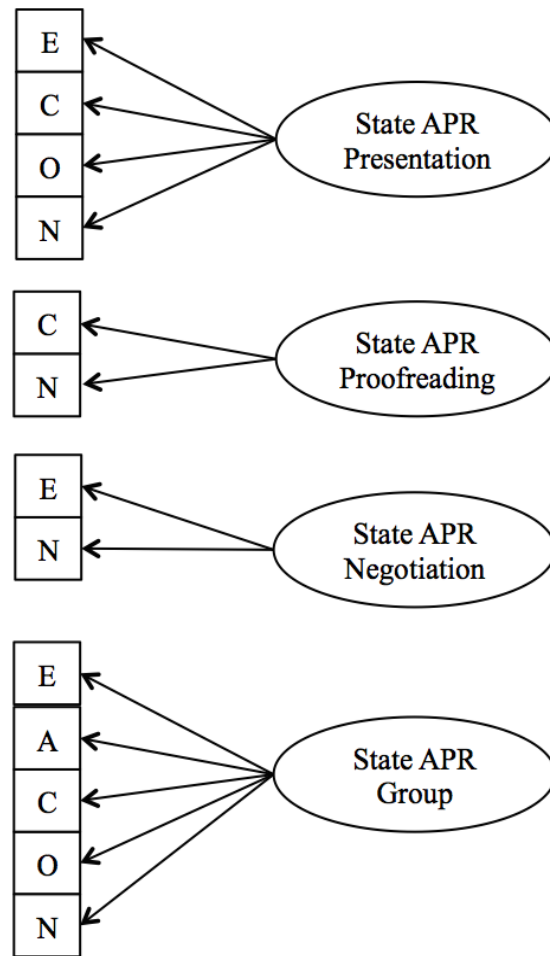 E
C
O
N
State APR
Presentation
C
N
State APR
Proofreading
E
N
State APR
Negotiation
E
A
C
O
N
State APR
Group